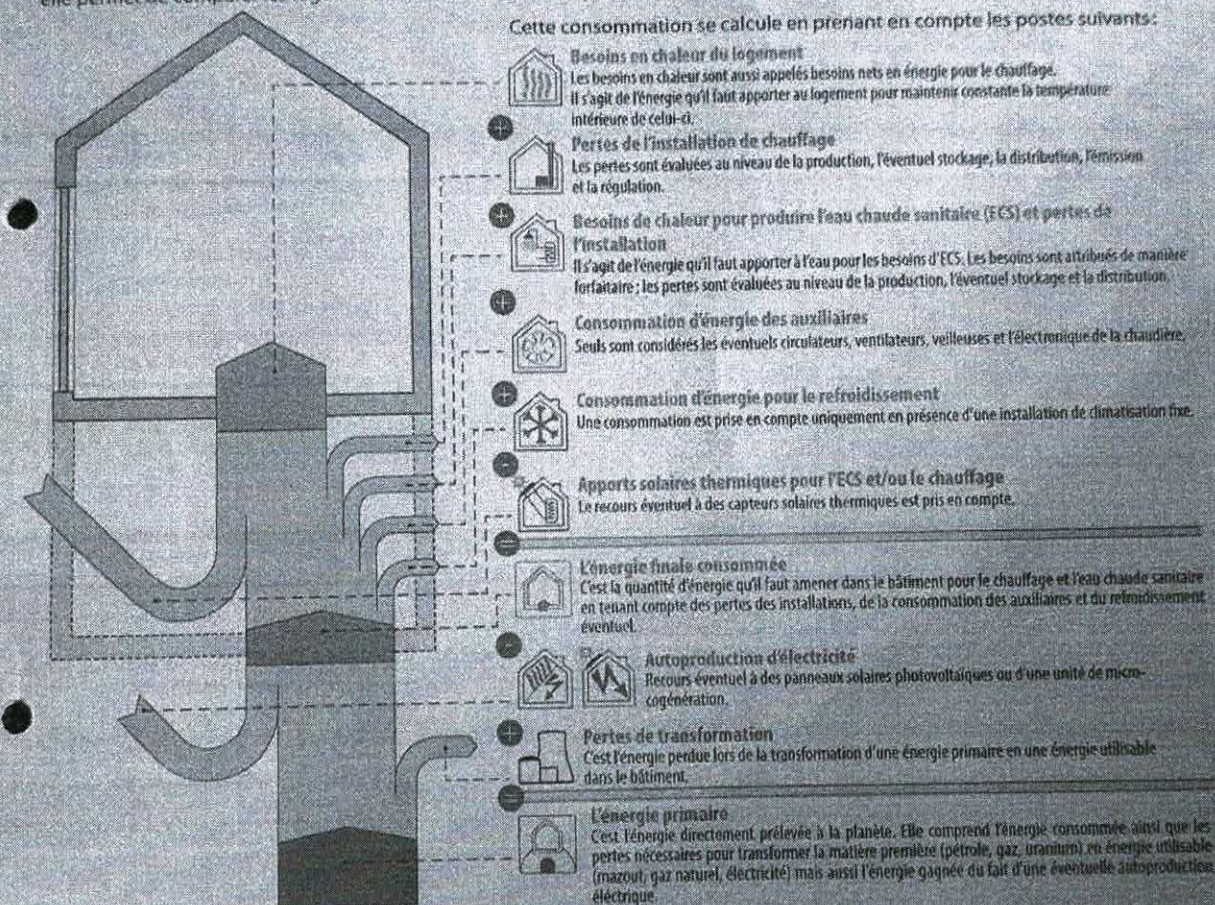 elle permet de comparer
Cette consommation se calcule en prenant en compte les postes suivants:
Besoins en chaleur du logement
Les besoins en chaleur sont aussi appelés besoins nets en énergie pour le chauffage.
Il s'agit de l'énergie qu'il faut apporter au logement pour maintenir constante la température
intérieure de celui-ci.
+
Pertes de l'installation de chauffage
Les pertes sont évaluées au niveau de la production, l'éventuel stockage, la distribution, l'émission
et la régulation.
+
Besoins de chaleur pour produire l'eau chaude sanitaire (ECS) et pertes de
l'installation
Il s'agit de l'énergie qu'il faut apporter à l'eau pour les besoins d'ECS. Les besoins sont attribués de manière
forfaitaire ; les pertes sont évaluées au niveau de la production, l'éventuel stockage et la distribution.
+
Consommation d'énergie des auxiliaires
Seuls sont considérés les éventuels circulateurs, ventilateurs, veilleuses et l'électronique de la chaudière.
+
Consommation d'énergie pour le refroidissement
Une consommation est prise en compte uniquement en présence d'une installation de climatisation fixe.
-
Apports solaires thermiques pour l'ECS et/ou le chauffage
Le recours éventuel à des capteurs solaires thermiques est pris en compte.
=
L'énergie finale consommée
C'est la quantité d'énergie qu'il faut amener dans le bâtiment pour le chauffage et l'eau chaude sanitaire
en tenant compte des pertes des installations, de la consommation des auxiliaires et du refroidissement
éventuel.
-
Autoproduction d'électricité
Recours éventuel à des panneaux solaires photovoltaïques ou d'une unité de micro-
cogénération.
+
Pertes de transformation
C'est l'énergie perdue lors de la transformation d'une énergie primaire en une énergie utilisable
dans le bâtiment.
=
L'énergie primaire
C'est l'énergie directement prélevée à la planète. Elle comprend l'énergie consommée ainsi que les
pertes nécessaires pour transformer la matière première (pétrole, gaz, uranium) en énergie utilisable
(mazout, gaz naturel, électricité) mais aussi l'énergie gagnée du fait d'une éventuelle autoproduction
éléctrique.